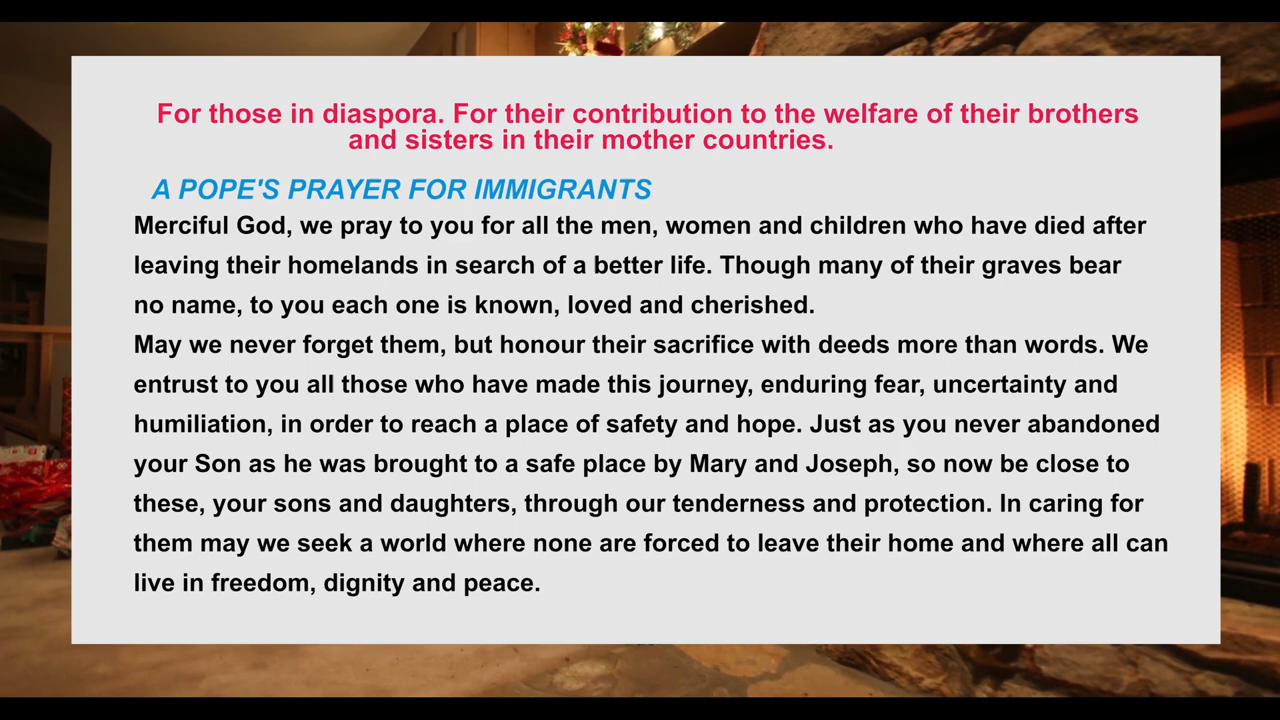 For those in diaspora. For their contribution to the welfare of their brothers
and sisters in their mother countries.
A POPE'S PRAYER FOR IMMIGRANTS
Merciful God, we pray to you for all the men, women and children who have died after
leaving their homelands in search of a better life. Though many of their graves bear
no name, to you each one is known, loved and cherished.
May we never forget them, but honour their sacrifice with deeds more than words. We
entrust to you all those who have made this journey, enduring fear, uncertainty and
humiliation, in order to reach a place of safety and hope. Just as you never abandoned
your Son as he was brought to a safe place by Mary and Joseph, so now be close to
these, your sons and daughters, through our tenderness and protection. In caring for
them may we seek a world where none are forced to leave their home and where all can
live in freedom, dignity and peace.